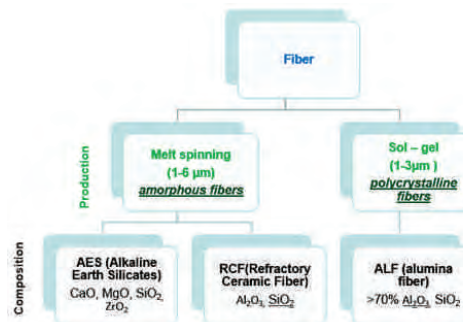 Fiber
Production
Melt spinning
(1-6 µm)
amorphous fibers
Sol – gel
(1-3µm )
polycrystalline
fibers
Composition
AES (Alkaline
Earth Silicates)
CaO, MgO, SiO₂,
ZrO₂
RCF(Refractory
Ceramic Fiber)
Al₂O₃, SiO₂
ALF (alumina
fiber)
>70% Al₂O₃, SiO₂